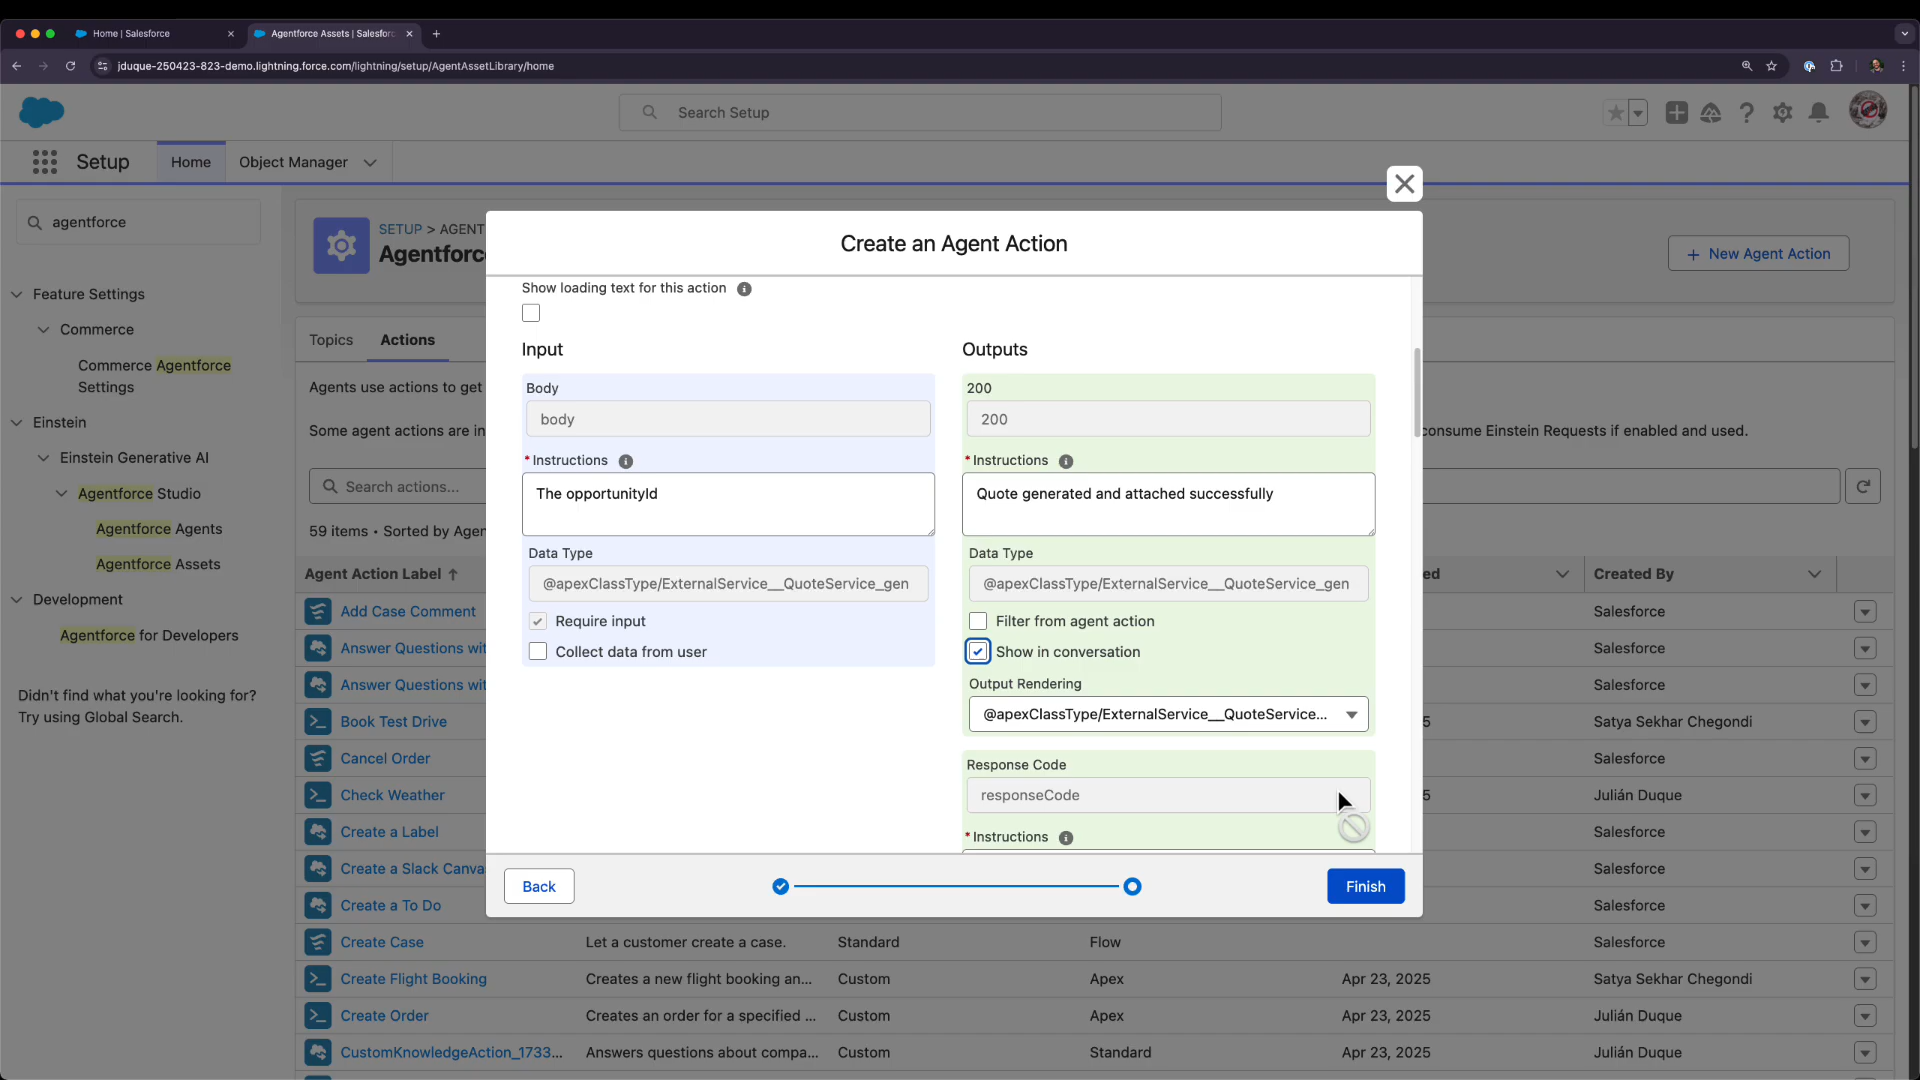 Home | Salesforce
Agentforce Assets | Salesforc
jduque-250423-823-demo.lightning.force.com/lightning/setup/AgentAssetLibrary/home
Search Setup
Setup
Home
Object Manager
agentforce
Feature Settings
Commerce
Commerce Agentforce
Settings
Einstein
Einstein Generative AI
Agentforce Studio
Agentforce Agents
Agentforce Assets
Development
Agentforce for Developers
Didn't find what you're looking for?
Try using Global Search.
SETUP > AGENT
Agentforc
+ New Agent Action
Topics
Actions
Agents use actions to get
Some agent actions are in
consume Einstein Requests if enabled and used.
Search actions...
59 items • Sorted by Agen
Agent Action Label
ed
Created By
Add Case Comment
Salesforce
Answer Questions wit
Salesforce
Answer Questions wit
Salesforce
Book Test Drive
5
Satya Sekhar Chegondi
Cancel Order
Salesforce
Check Weather
5
Julián Duque
Create a Label
Salesforce
Create a Slack Canva
Salesforce
Create a To Do
Salesforce
Create Case
Let a customer create a case.
Standard
Flow
Salesforce
Create Flight Booking
Creates a new flight booking an...
Custom
Apex
Apr 23, 2025
Satya Sekhar Chegondi
Create Order
Creates an order for a specified ...
Custom
Apex
Apr 23, 2025
Julián Duque
CustomKnowledgeAction_1733...
Answers questions about compa...
Custom
Standard
Apr 23, 2025
Julián Duque
Create an Agent Action
Show loading text for this action
Input
Body
body
* Instructions
The opportunityId
Data Type
@apexClassType/ExternalService__QuoteService_gen
Require input
Collect data from user
Outputs
200
200
* Instructions
Quote generated and attached successfully
Data Type
@apexClassType/ExternalService__QuoteService_gen
Filter from agent action
Show in conversation
Output Rendering
@apexClassType/ExternalService__QuoteService...
Response Code
responseCode
* Instructions
Back
Finish